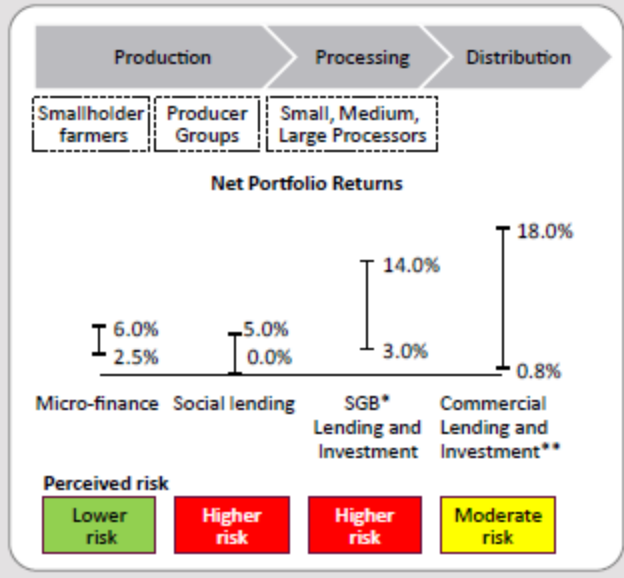 Production
Processing
Distribution
Smallholder
farmers
Producer
Groups
Small, Medium,
Large Processors
Net Portfolio Returns
6.0%
2.5%
5.0%
0.0%
14.0%
3.0%
18.0%
0.8%
Micro-finance
Social lending
SGB*
Lending and
Investment
Commercial
Lending and
Investment**
Perceived risk
Lower
risk
Higher
risk
Higher
risk
Moderate
risk